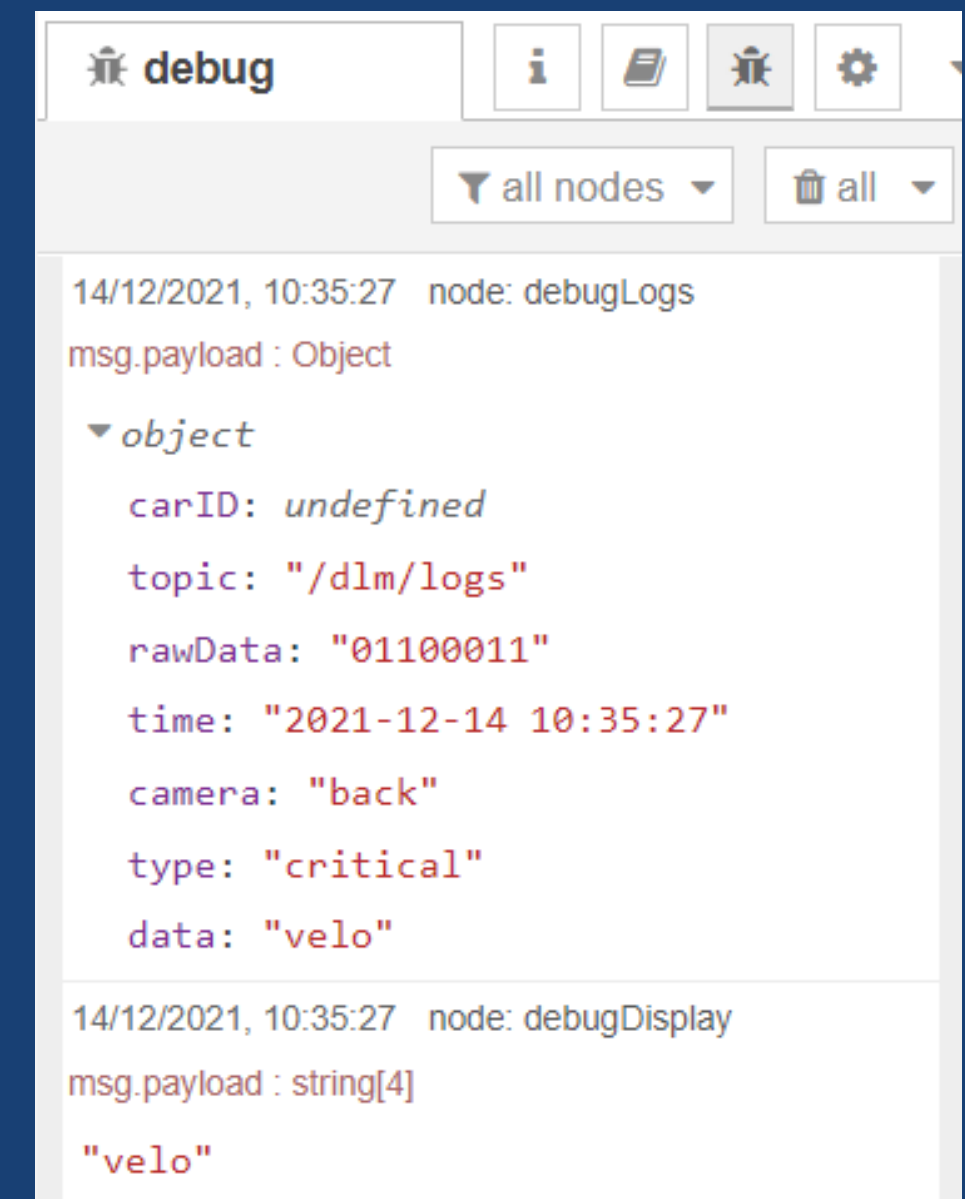 debug
all nodes all
14/12/2021, 10:35:27 node: debugLogs
msg.payload : Object
object
carID: undefined
topic: "/dlm/logs"
rawData: "01100011"
time: "2021-12-14 10:35:27"
camera: "back"
type: "critical"
data: "velo"
14/12/2021, 10:35:27 node: debugDisplay
msg.payload : string[4]
"velo"